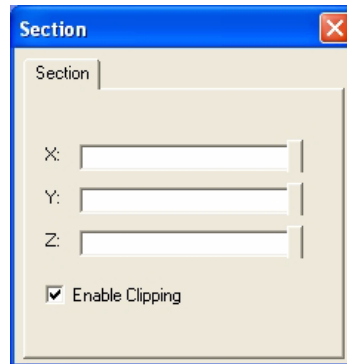 Section
Section
X:
Y:
Z:
Enable Clipping